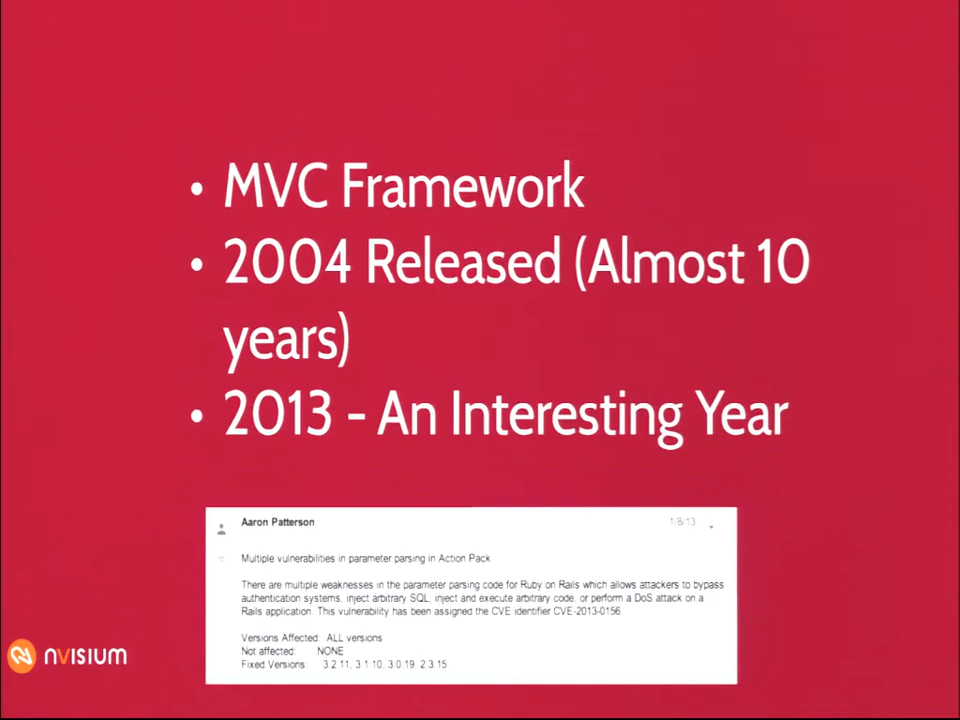 • MVC Framework
• 2004 Released (Almost 10
years)
• 2013 - An Interesting Year
Aaron Patterson 1/8/13
Multiple vulnerabilities in parameter parsing in Action Pack
There are multiple weaknesses in the parameter parsing code for Ruby on Rails which allows attackers to bypass
authentication systems, inject arbitrary SQL, inject and execute arbitrary code, or perform a DoS attack on a
Rails application. This vulnerability has been assigned the CVE identifier CVE-2013-0156.
Versions Affected: ALL versions
Not affected: NONE
Fixed Versions: 3.2.11, 3.1.10, 3.0.19, 2.3.15
nvisium